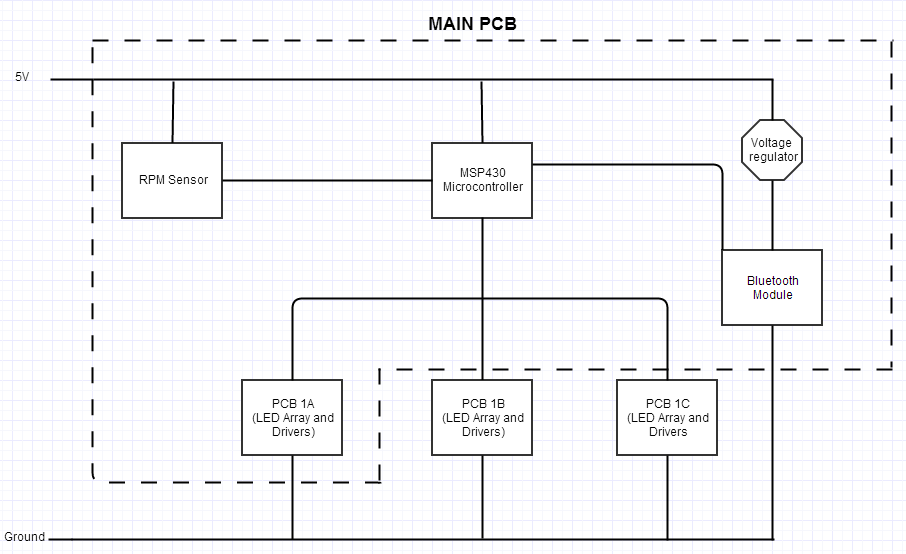 MAIN PCB
5V
Voltage
regulator
RPM Sensor
MSP430
Microcontroller
Bluetooth
Module
PCB 1A
(LED Array and
Drivers)
PCB 1B
(LED Array and
Drivers)
PCB 1C
(LED Array and
Drivers
Ground